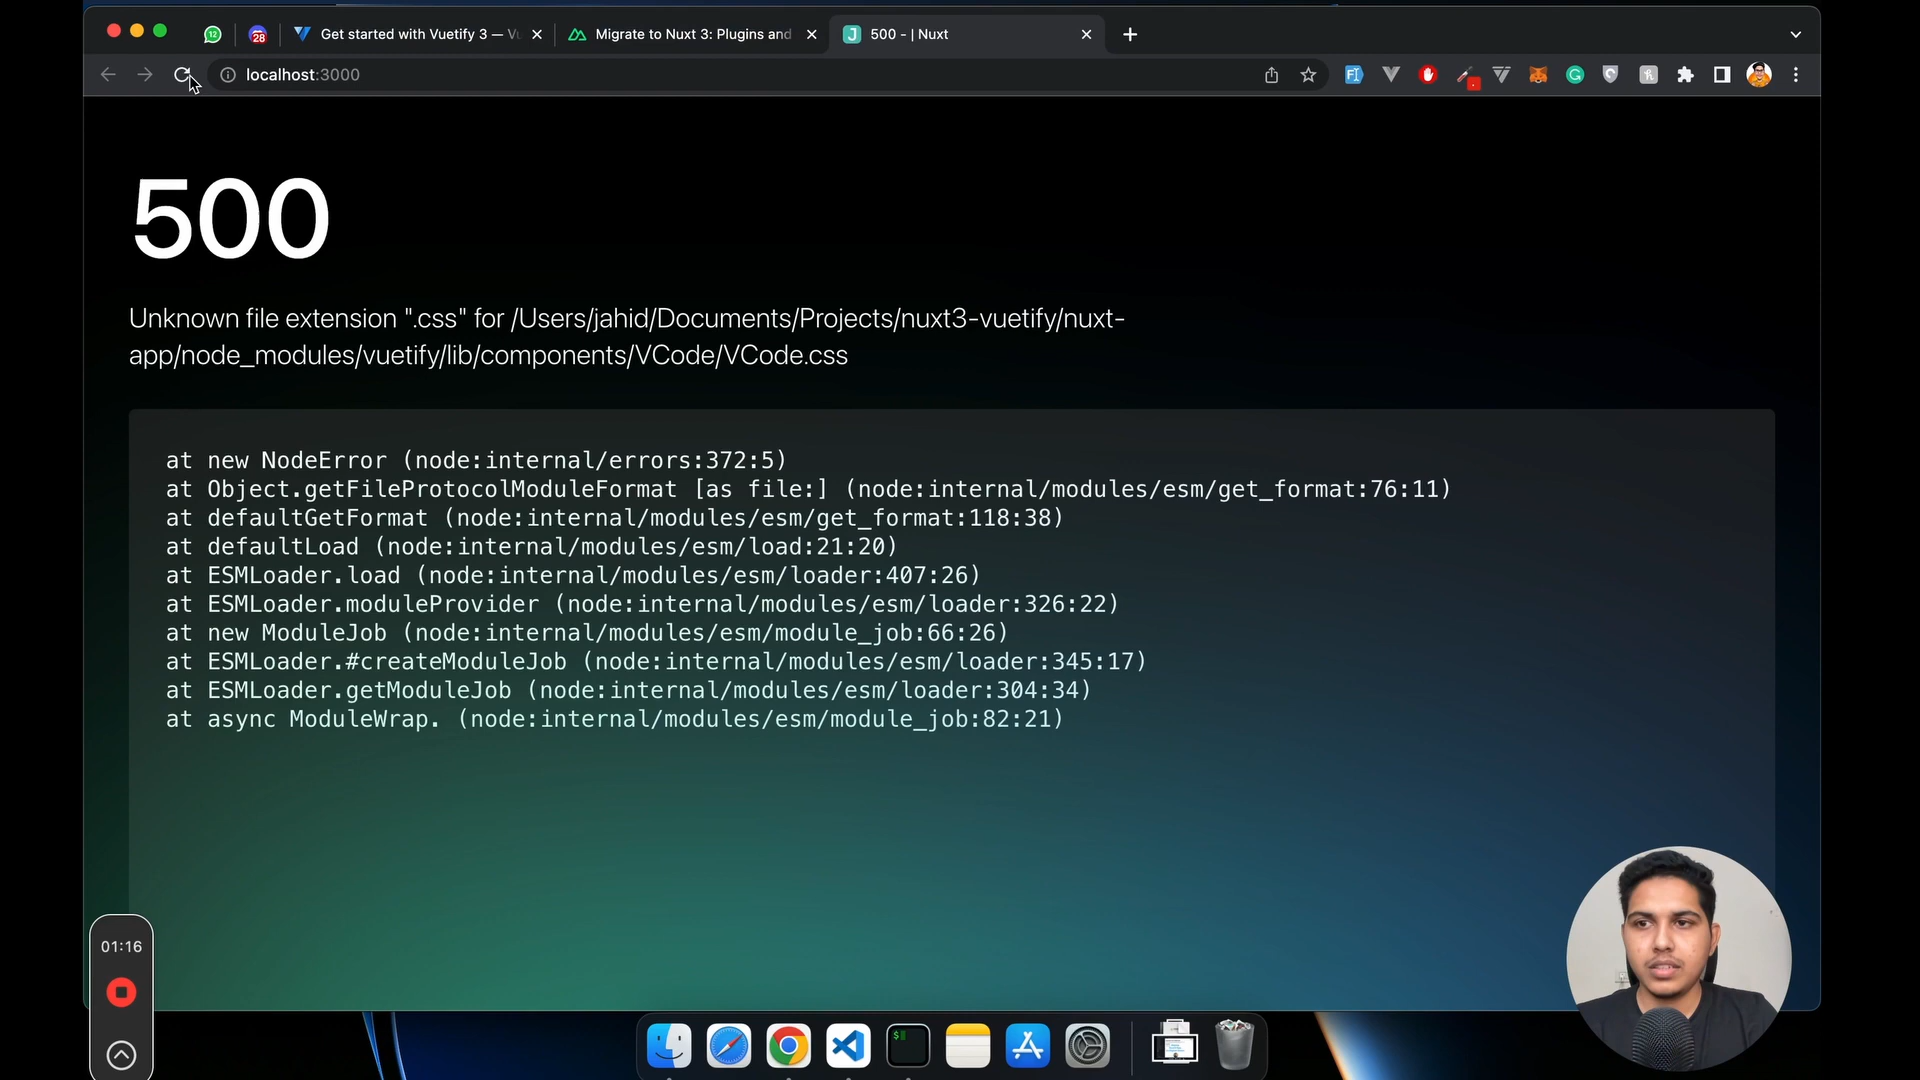 12
28
Get started with Vuetify 3 — Vu
Migrate to Nuxt 3: Plugins and
500 - | Nuxt
localhost:3000
500
Unknown file extension ".css" for /Users/jahid/Documents/Projects/nuxt3-vuetify/nuxt-
app/node_modules/vuetify/lib/components/VCode/VCode.css
at new NodeError (node:internal/errors:372:5)
at Object.getFileProtocolModuleFormat [as file:] (node:internal/modules/esm/get_format:76:11)
at defaultGetFormat (node:internal/modules/esm/get_format:118:38)
at defaultLoad (node:internal/modules/esm/load:21:20)
at ESMLoader.load (node:internal/modules/esm/loader:407:26)
at ESMLoader.moduleProvider (node:internal/modules/esm/loader:326:22)
at new ModuleJob (node:internal/modules/esm/module_job:66:26)
at ESMLoader.#createModuleJob (node:internal/modules/esm/loader:345:17)
at ESMLoader.getModuleJob (node:internal/modules/esm/loader:304:34)
at async ModuleWrap. (node:internal/modules/esm/module_job:82:21)
01:16